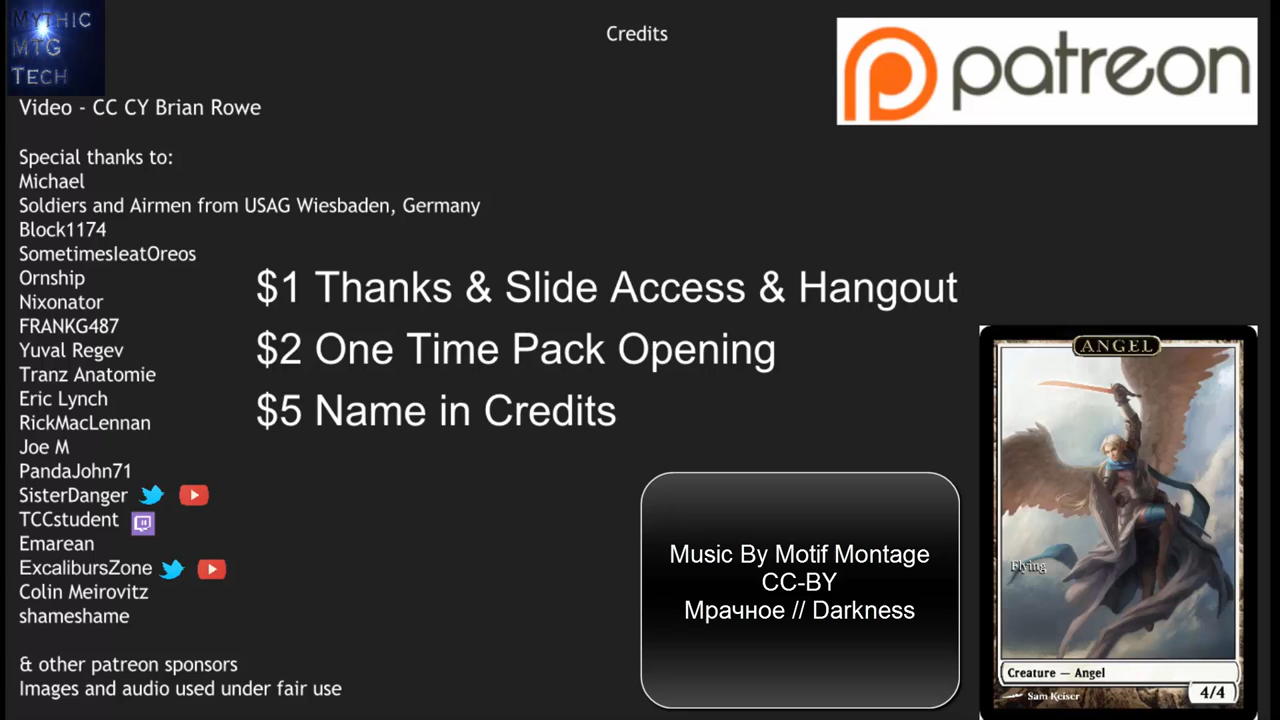 MYTHIC
MTG
TECH
Credits
patreon
Video - CC CY Brian Rowe
Special thanks to:
Michael
Soldiers and Airmen from USAG Wiesbaden, Germany
Block1174
SometimesIeatOreos
Ornship
Nixonator
FRANKG487
Yuval Regev
Tranz Anatomie
Eric Lynch
RickMacLennan
Joe M
PandaJohn71
SisterDanger
TCCstudent
Emarean
ExcalibursZone
Colin Meirovitz
shameshame
& other patreon sponsors
Images and audio used under fair use
$1 Thanks & Slide Access & Hangout
$2 One Time Pack Opening
$5 Name in Credits
Music By Motif Montage
CC-BY
Мрачное // Darkness
ANGEL
Flying
Creature — Angel
Sam Keiser
4/4